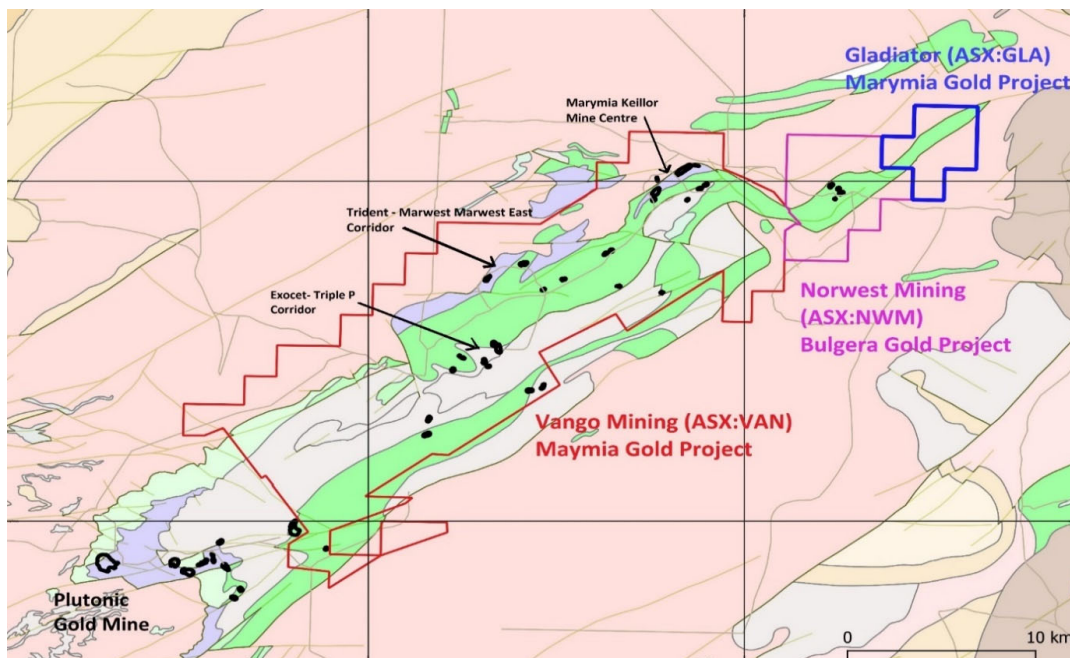 Gladiator (ASX:GLA)
Marymia Gold Project
Marymia Keillor
Mine Centre
Trident - Marwest Marwest East
Corridor
Exocet- Triple P
Corridor
Norwest Mining
(ASX:NWM)
Bulgera Gold Project
Vango Mining (ASX:VAN)
Maymia Gold Project
Plutonic
Gold Mine
0 10 km